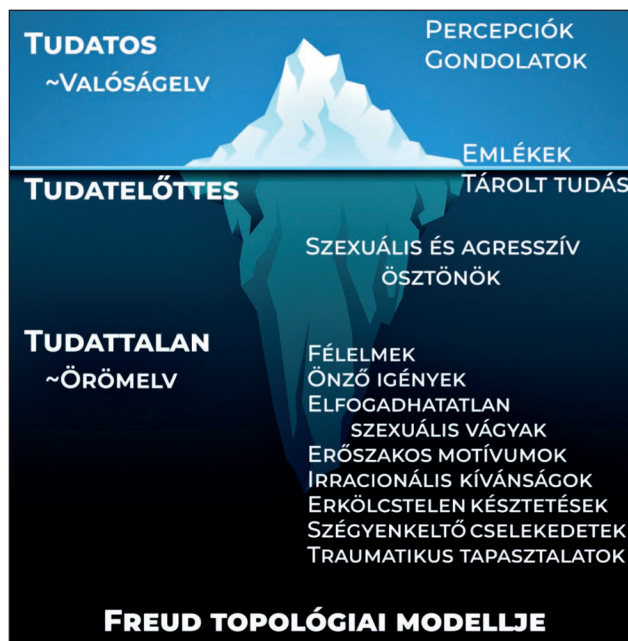 TUDATOS
~VALÓSÁGELV
PERCEPCIÓK
GONDOLATOK
EMLÉKEK
TUDATELŐTTES
TÁROLT TUDÁS
SZEXUÁLIS ÉS AGRESSZÍV
ÖSZTÖNÖK
TUDATTALAN
~ÖRÖMELV
FÉLELMEK
ÖNZŐ IGÉNYEK
ELFOGADHATATLAN
SZEXUÁLIS VÁGYAK
ERŐSZAKOS MOTÍVUMOK
IRRACIONÁLIS KÍVÁNSÁGOK
ERKÖLCSTELEN KÉSZTETÉSEK
SZÉGYENKELTŐ CSELEKEDETEK
TRAUMATIKUS TAPASZTALATOK
FREUD TOPOLÓGIAI MODELLJE